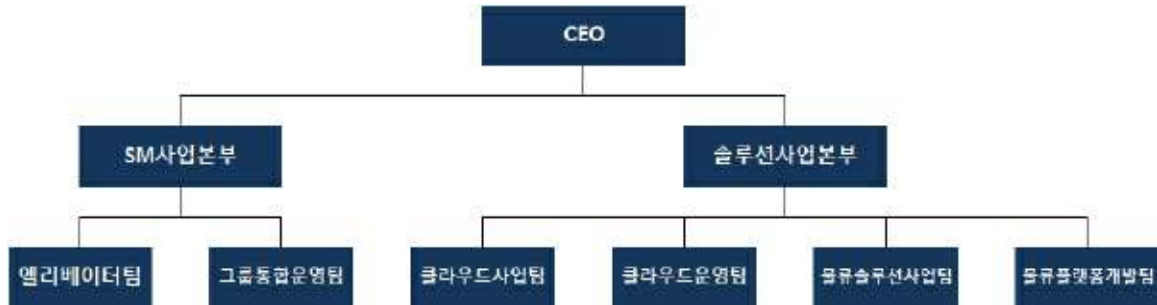 CEO
SM사업본부
솔루션사업본부
엘리베이터팀
그룹통합운영팀
클라우드사업팀
클라우드운영팀
물류솔루션사업팀
물류플랫폼개발팀